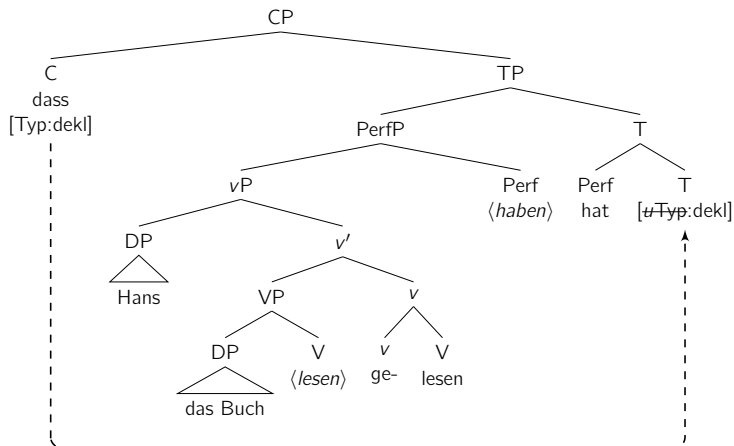 CP
C TP
dass
[Typ:dekl] PerfP T
vP Perf Perf T
⟨haben⟩ hat [uTyp:dekl]
DP v′
Hans VP v
DP V v V
das Buch ⟨lesen⟩ ge- lesen